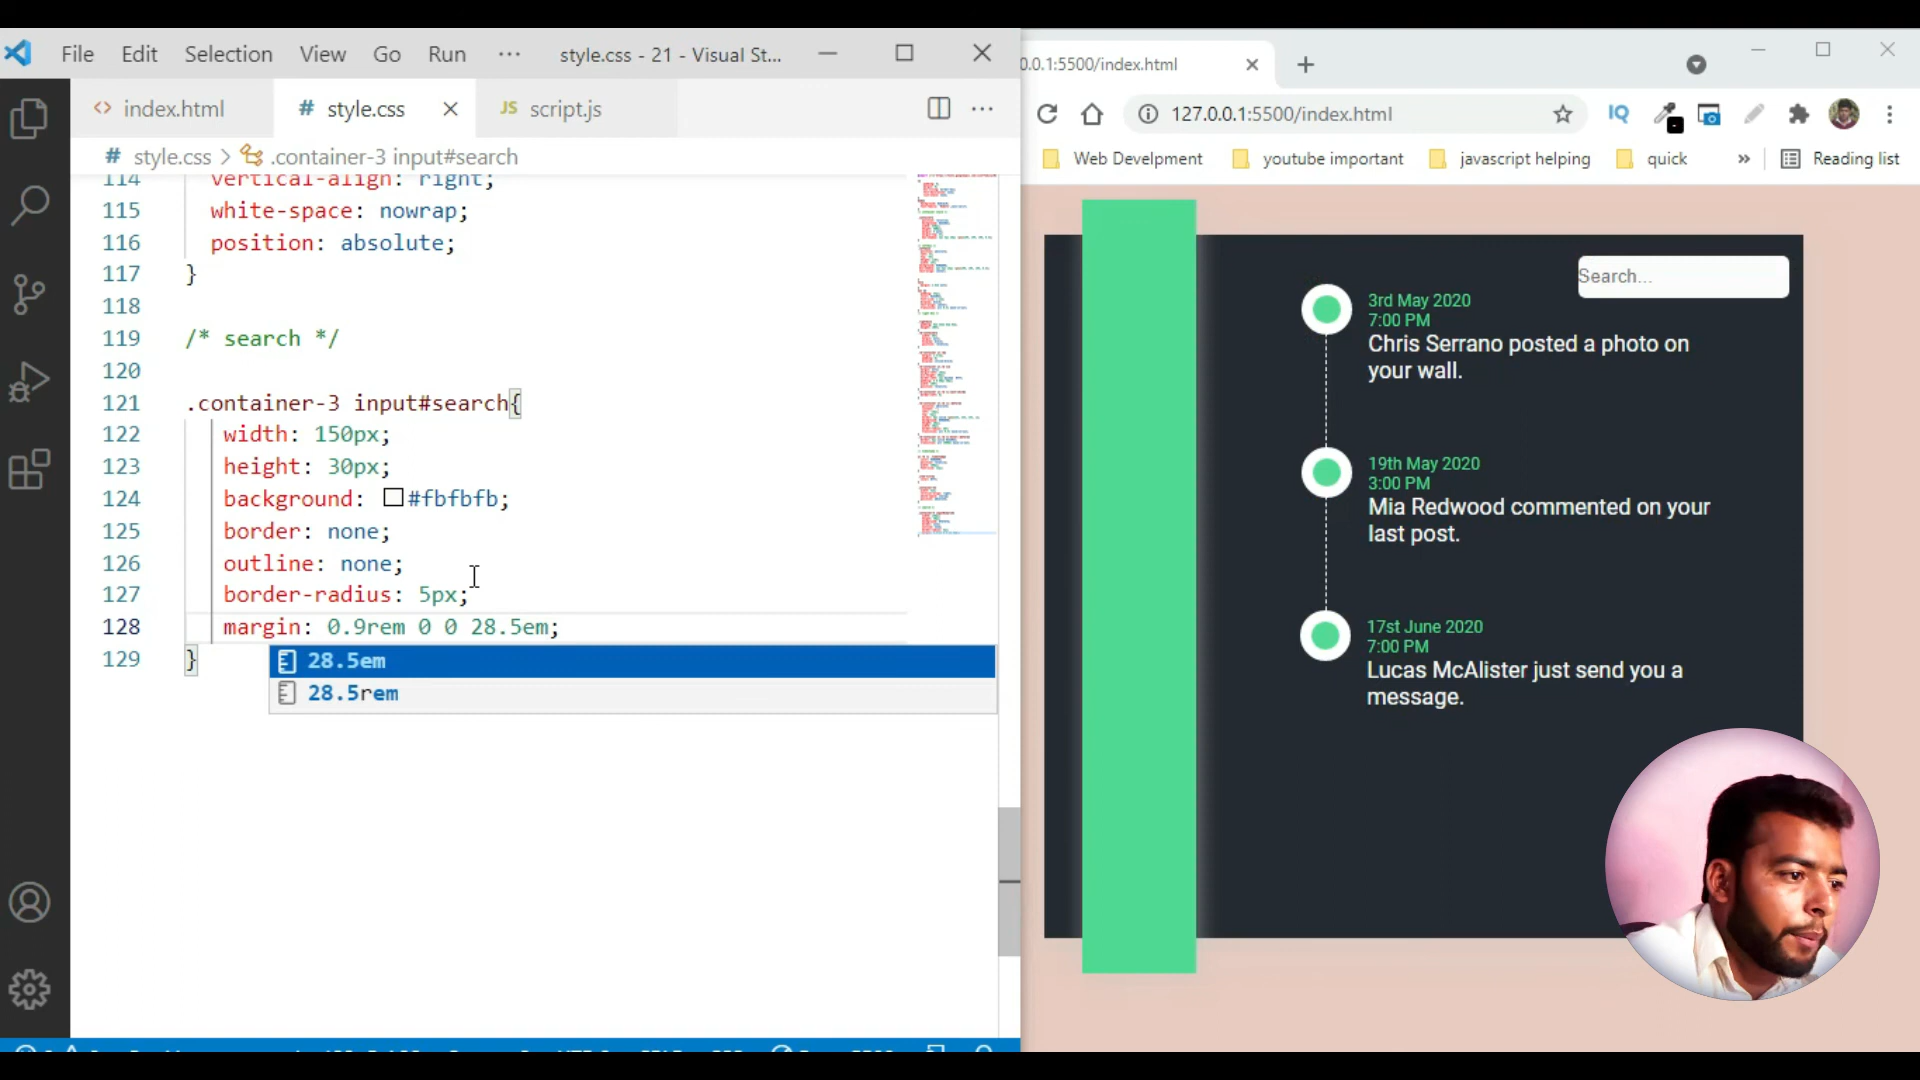 File Edit Selection View Go Run ··· style.css - 21 - Visual St...
index.html # style.css JS script.js
# style.css > .container-3 input#search
114 vertical-align: right;
115 white-space: nowrap;
116 position: absolute;
117 }
118
119 /* search */
120
121 .container-3 input#search{
122 width: 150px;
123 height: 30px;
124 background: #fbfbfb;
125 border: none;
126 outline: none;
127 border-radius: 5px;
128 margin: 0.9rem 0 0 28.5em;
129 }
28.5em
28.5rem
0.0.1:5500/index.html
127.0.0.1:5500/index.html IQ
Web Develpment youtube important javascript helping quick » Reading list
Search...
3rd May 2020
7:00 PM
Chris Serrano posted a photo on
your wall.
19th May 2020
3:00 PM
Mia Redwood commented on your
last post.
17st June 2020
7:00 PM
Lucas McAlister just send you a
message.